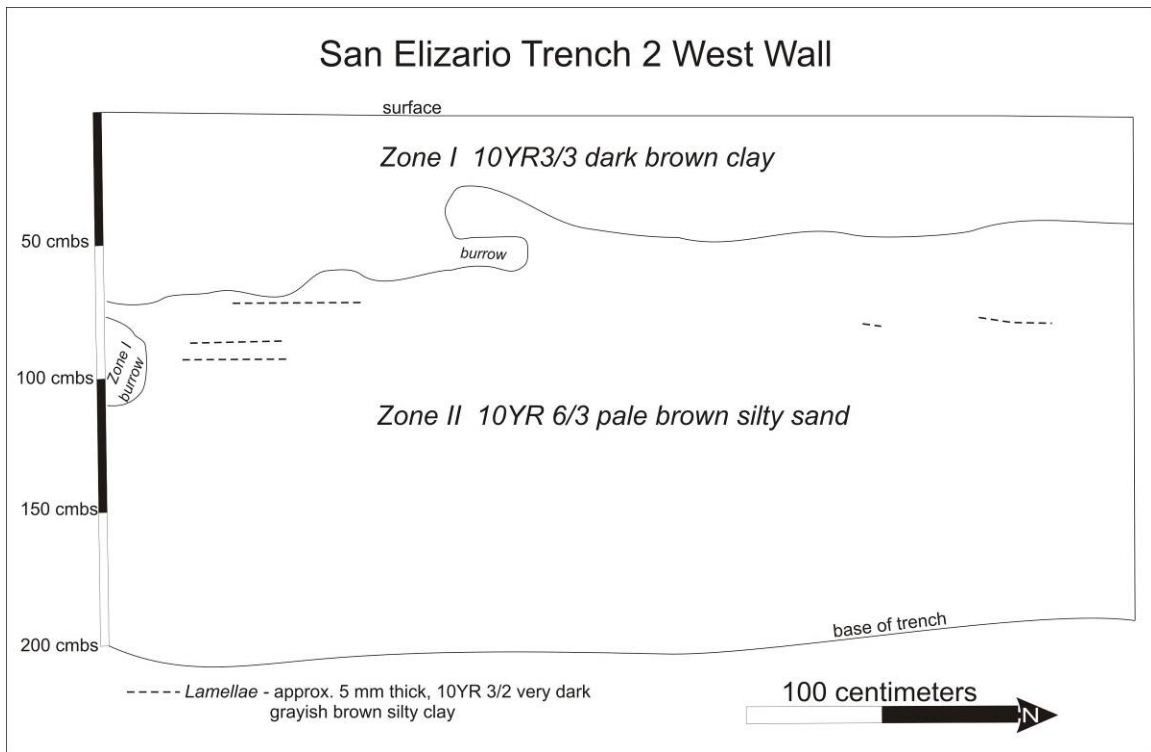 San Elizario Trench 2 West Wall
surface
Zone I 10YR3/3 dark brown clay
50 cmbs
burrow
Zone I
burrow
100 cmbs
Zone II 10YR 6/3 pale brown silty sand
150 cmbs
base of trench
200 cmbs
Lamellae - approx. 5 mm thick, 10YR 3/2 very dark
grayish brown silty clay
100 centimeters
N